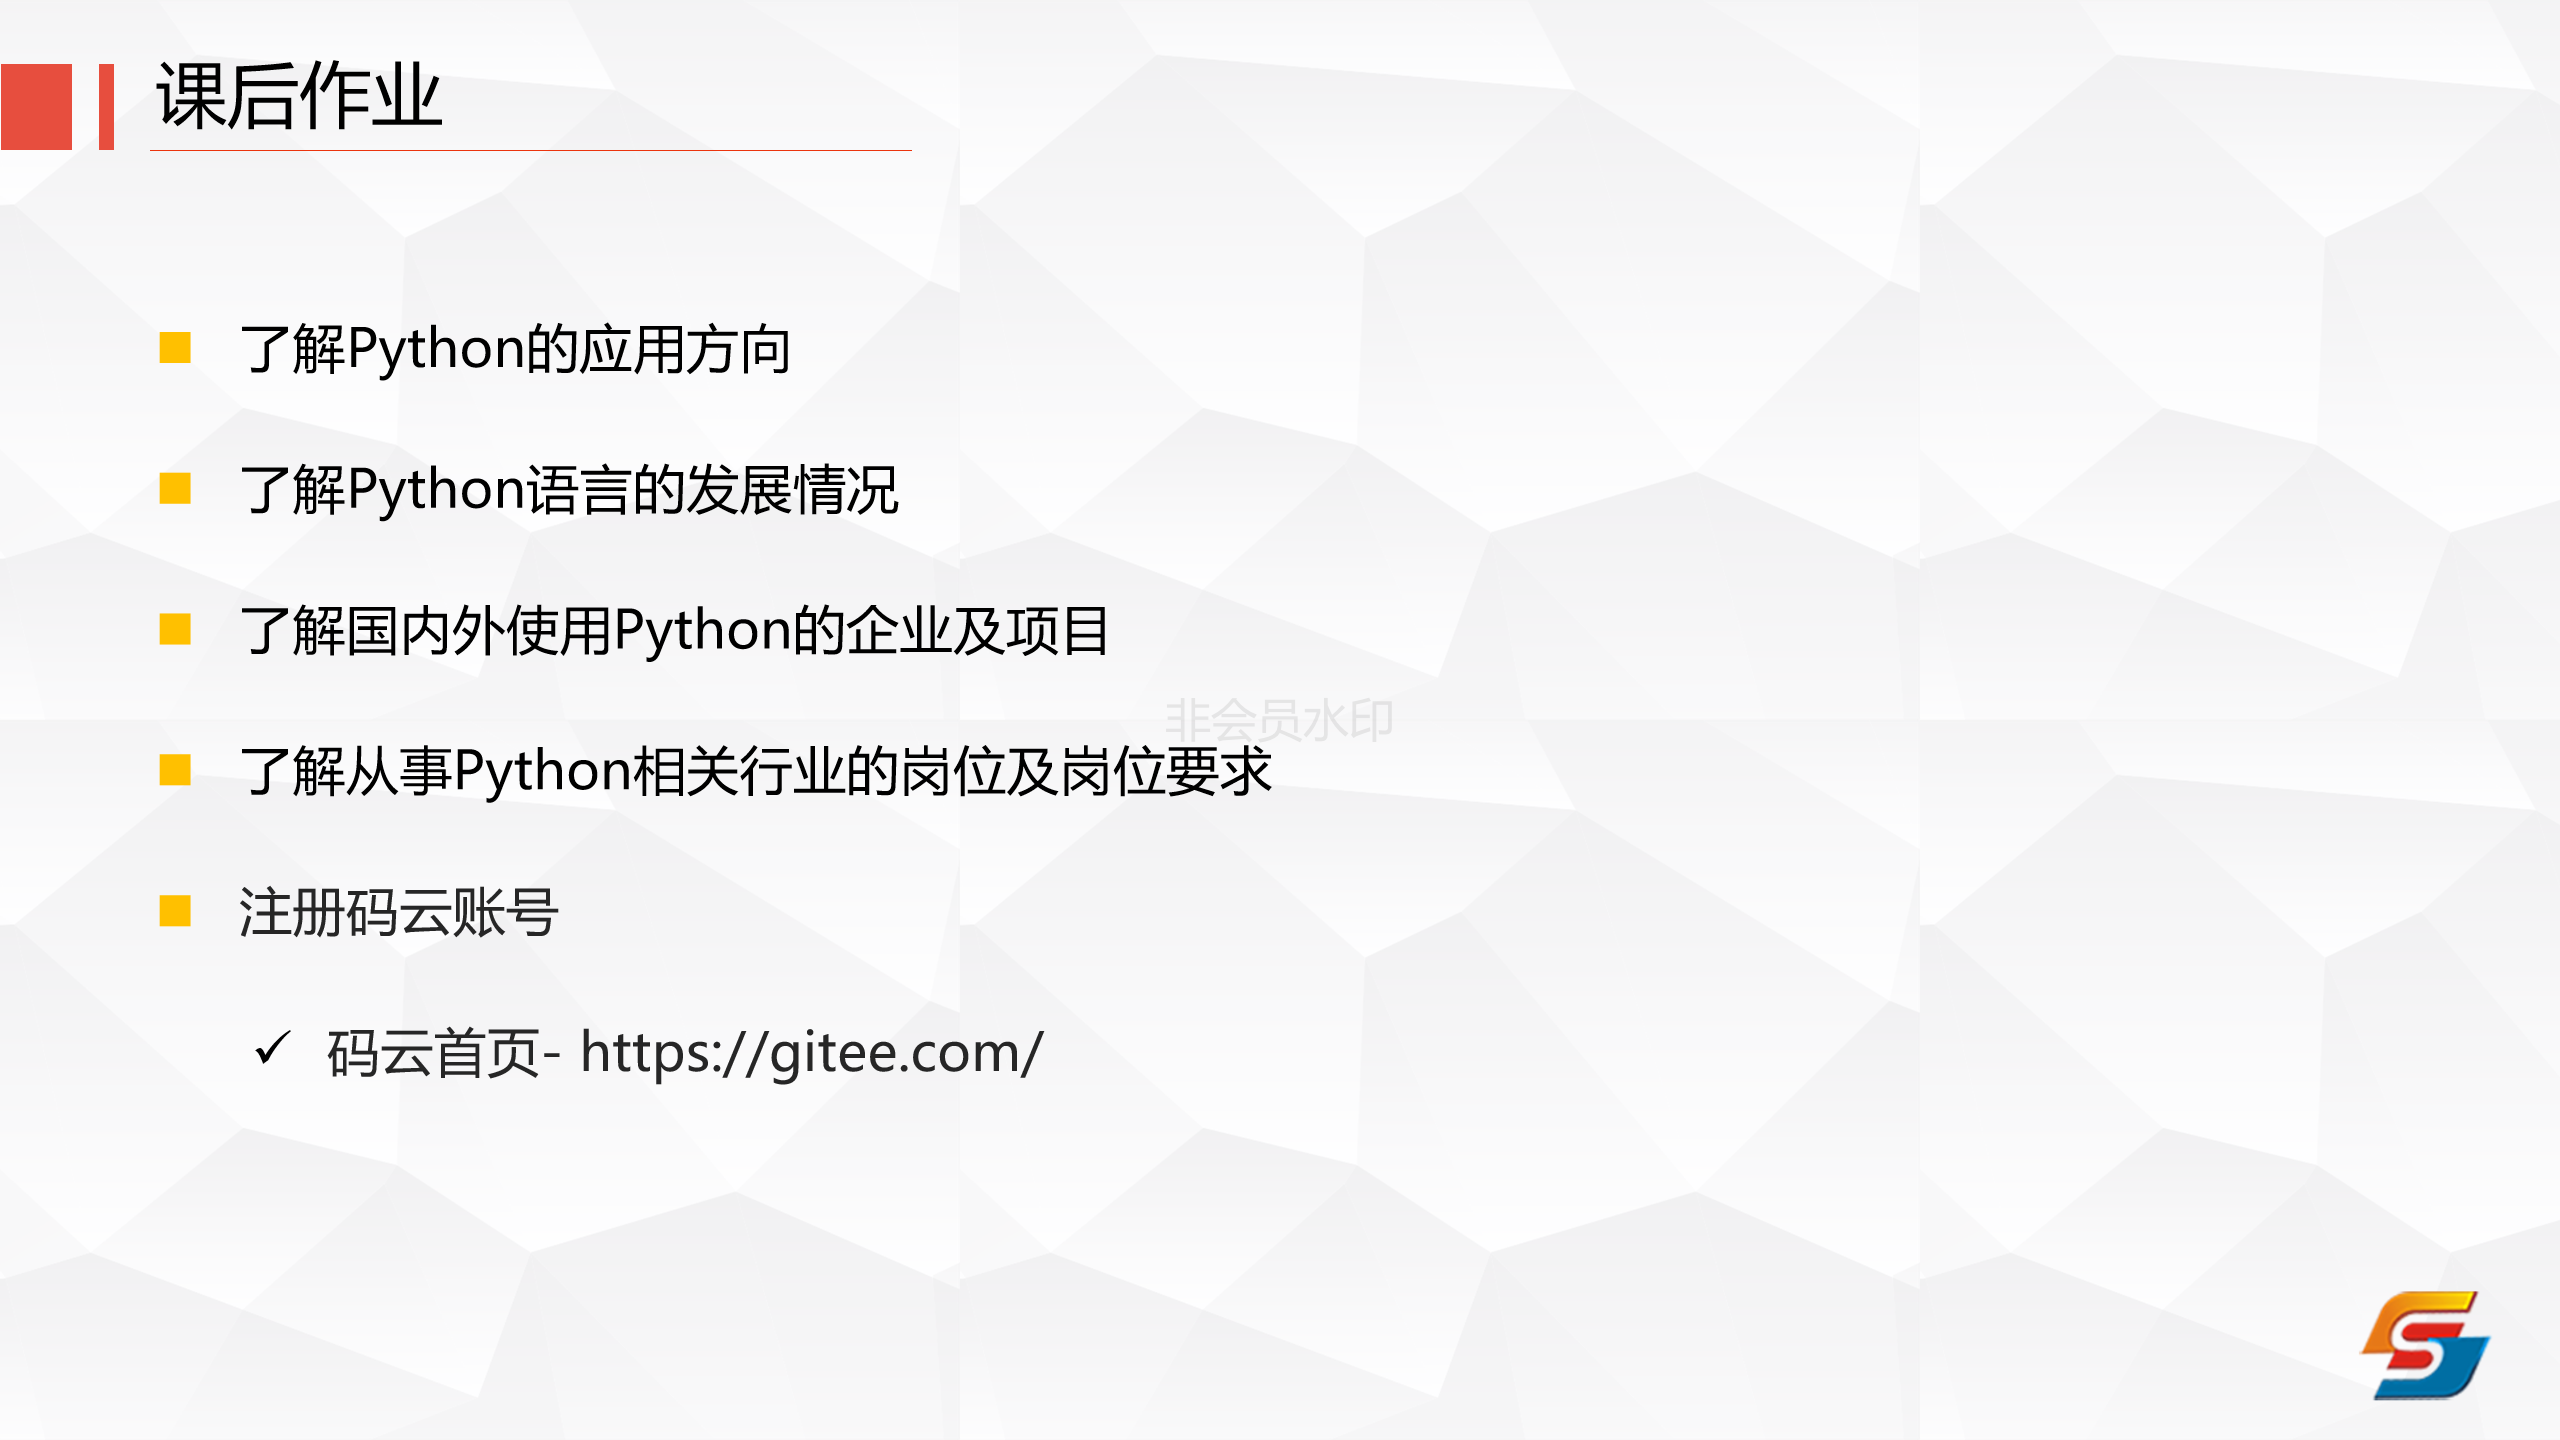 课后作业
了解Python的应用方向
了解Python语言的发展情况
了解国内外使用Python的企业及项目
非会员水印
了解从事Python相关行业的岗位及岗位要求
注册码云账号
码云首页- https://gitee.com/